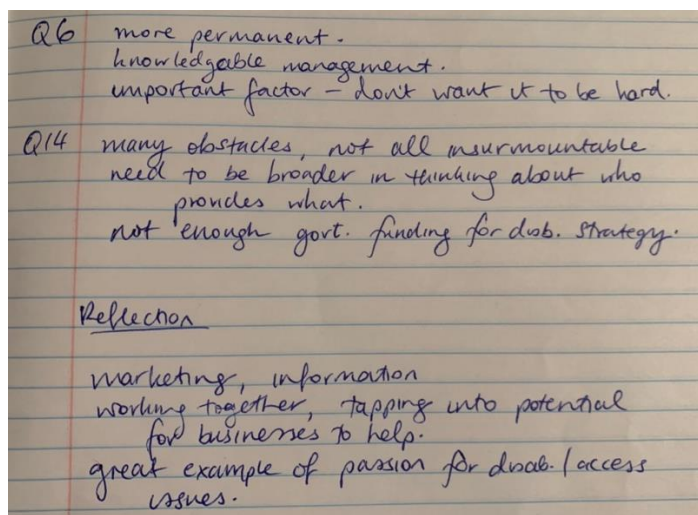 Q6 more permanent.
knowledgable management.
important factor – don't want it to be hard.
Q14 many obstacles, not all insurmountable
need to be broader in thinking about who
provides what.
not enough govt. funding for disb. strategy.
Reflection
marketing, information
working together, tapping into potential
for businesses to help.
great example of passion for disab. / access
issues.